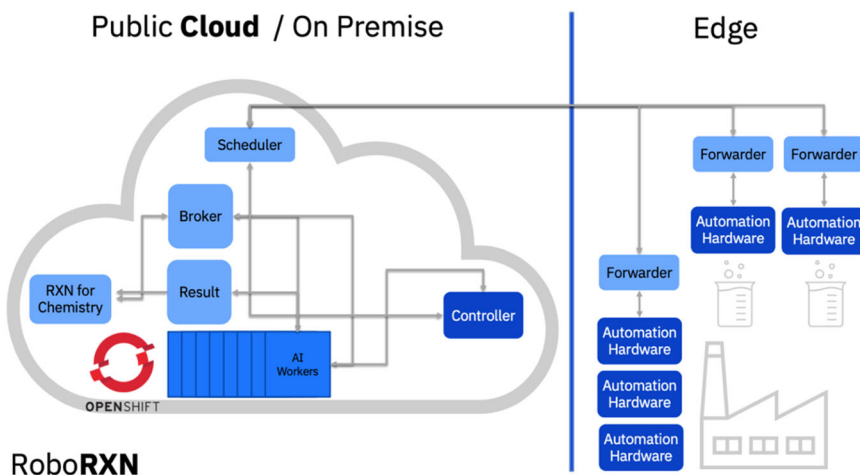 Public Cloud / On Premise
Edge
Scheduler
Forwarder
Forwarder
Broker
Automation
Hardware
Automation
Hardware
Forwarder
RXN for
Chemistry
Result
Controller
Automation
Hardware
AI
Workers
OPENSHIFT
Automation
Hardware
Automation
Hardware
RoboRXN